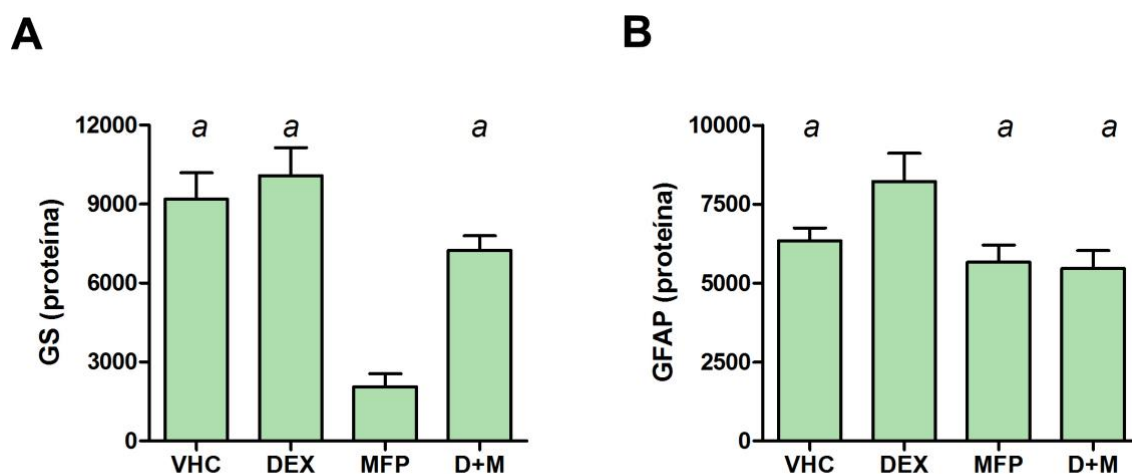 A
GS (proteína)
12000
9000
6000
3000
0
a a a
VHC DEX MFP D+M
B
GFAP (proteína)
10000
7500
5000
2500
0
a a a
VHC DEX MFP D+M